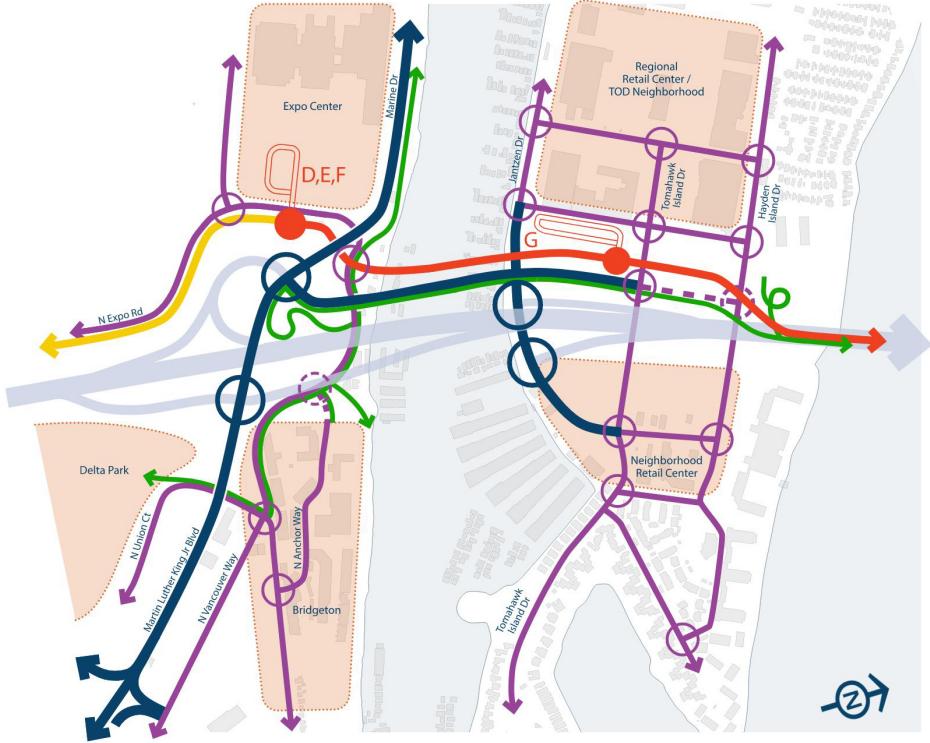 Expo Center
Marine Dr
D,E,F
N Expo Rd
Regional
Retail Center /
TOD Neighborhood
Jantzen Dr
Tomahawk
Island Dr
Hayden
Island Dr
G
Delta Park
N Union Ct
Martin Luther King Jr Blvd
N Vancouver Way
N Anchor Way
Bridgeton
Neighborhood
Retail Center
Tomahawk
Island Dr
N